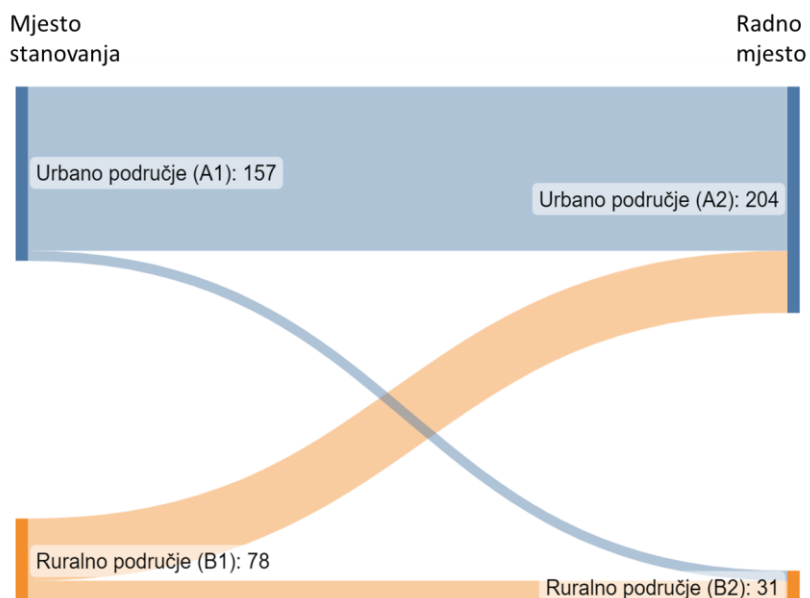 Mjesto
stanovanja
Radno
mjesto
Urbano područje (A1): 157
Urbano područje (A2): 204
Ruralno područje (B1): 78
Ruralno područje (B2): 31